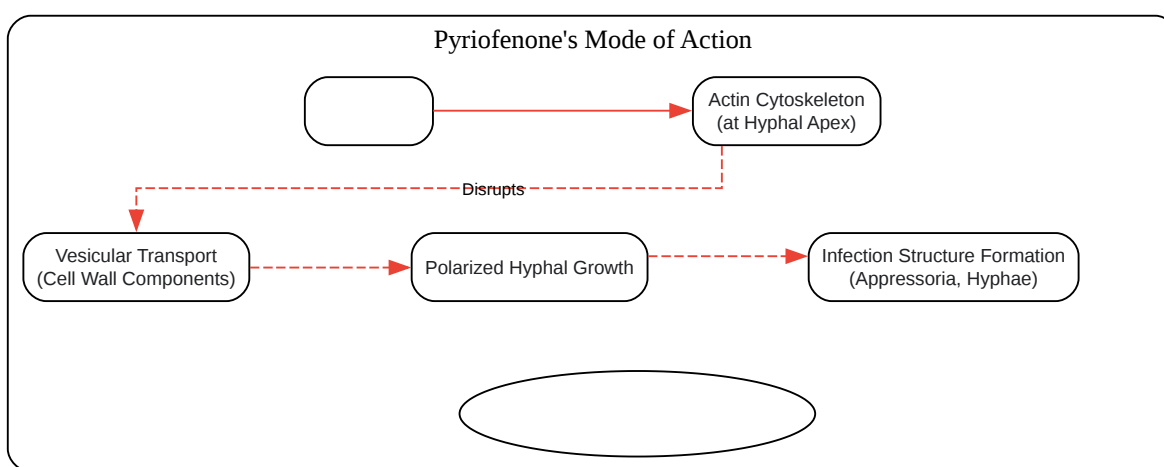 Pyriofenone's Mode of Action
Actin Cytoskeleton
(at Hyphal Apex)
Disrupts
Vesicular Transport
(Cell Wall Components)
Polarized Hyphal Growth
Infection Structure Formation
(Appressoria, Hyphae)